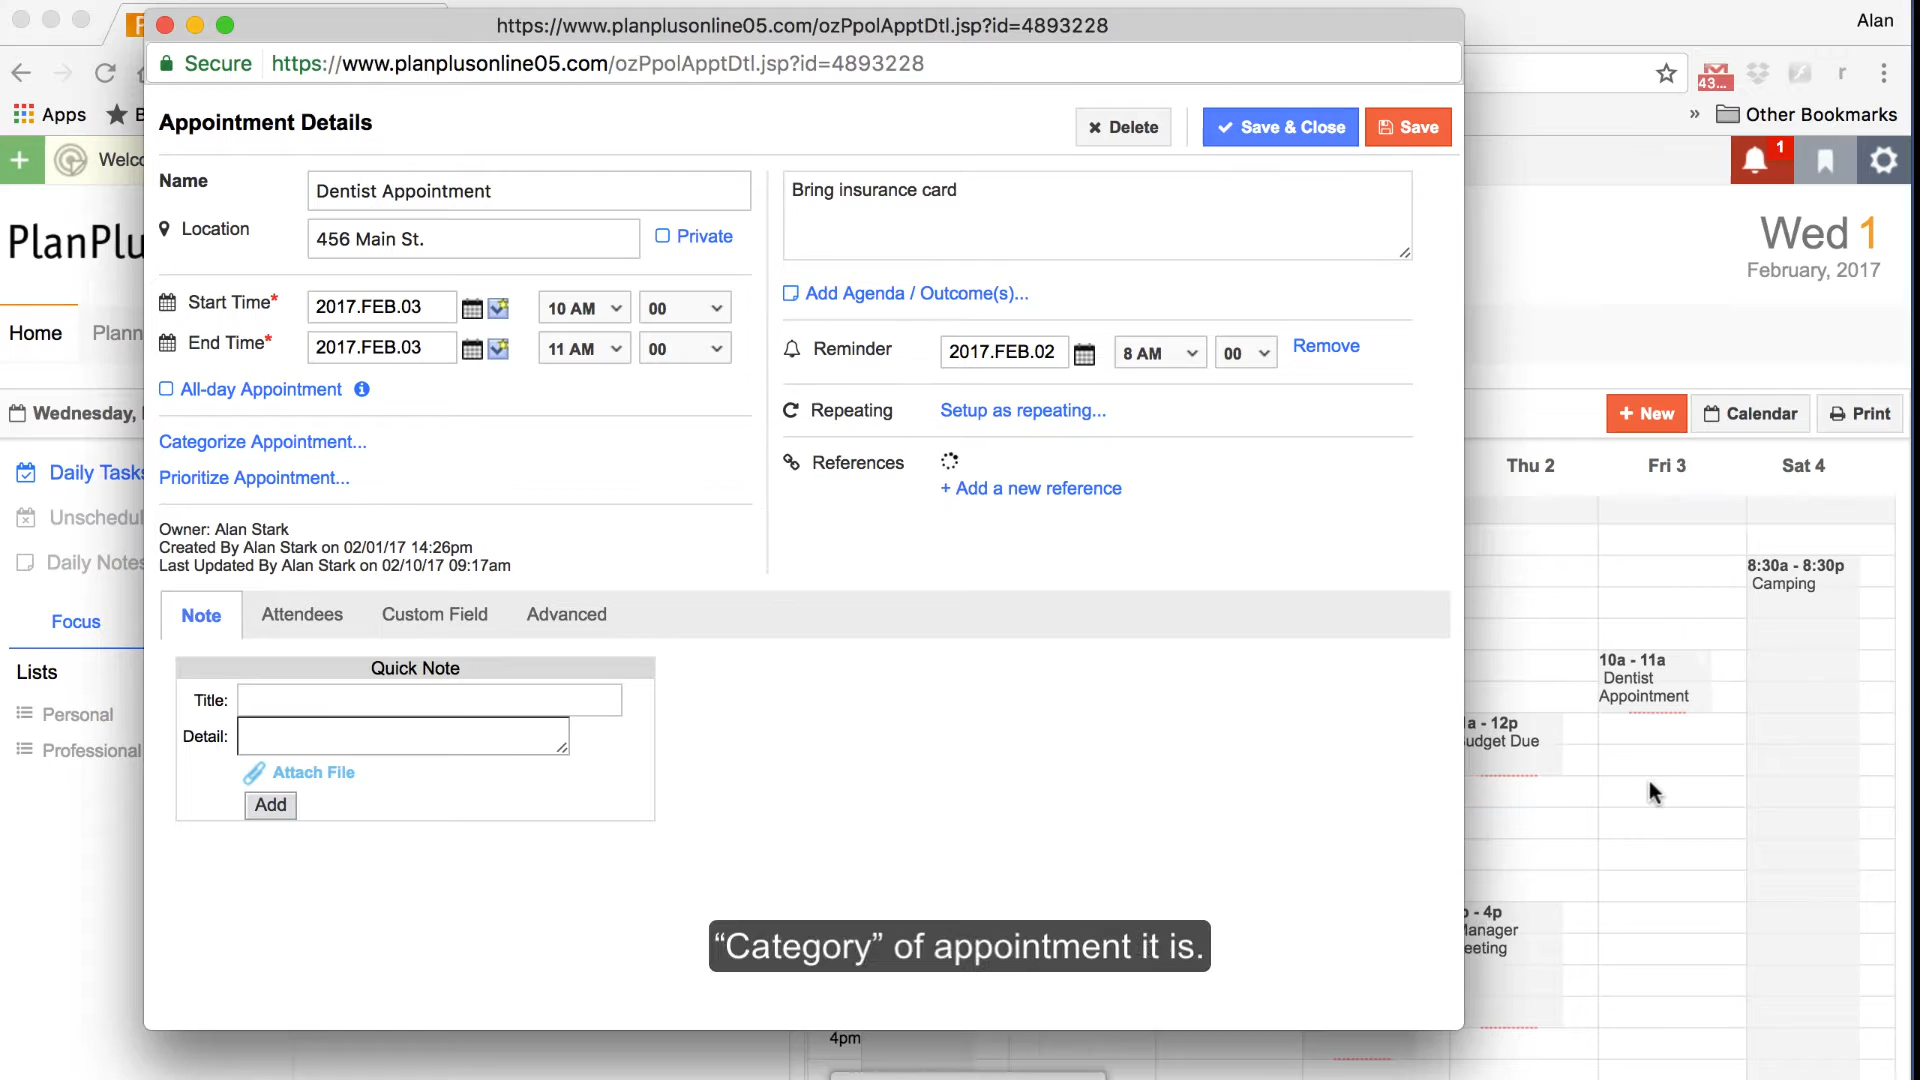 https://www.planplusonline05.com/ozPpolApptDtl.jsp?id=4893228
Alan
Secure https://www.planplusonline05.com/ozPpolApptDtl.jsp?id=4893228
43...
r
Apps
» Other Bookmarks
Appointment Details
Delete
Save & Close
Save
+
1
Name
Dentist Appointment
Bring insurance card
Location
456 Main St.
Private
Wed 1
February, 2017
Start Time*
2017.FEB.03
10 AM
00
Add Agenda / Outcome(s)...
Home
End Time*
2017.FEB.03
11 AM
00
Reminder
2017.FEB.02
8 AM
00
Remove
All-day Appointment
Repeating
Setup as repeating...
Wednesday,
+ New
Calendar
Print
Categorize Appointment...
References
Thu 2
Fri 3
Sat 4
Prioritize Appointment...
+ Add a new reference
Daily Tasks
Owner: Alan Stark
Created By Alan Stark on 02/01/17 14:26pm
Last Updated By Alan Stark on 02/10/17 09:17am
Daily Notes
8:30a - 8:30p
Camping
Note
Attendees
Custom Field
Advanced
Focus
Lists
Personal
Professional
Quick Note
Title:
Detail:
Attach File
Add
10a - 11a
Dentist
Appointment
a - 12p
udget Due
- 4p
anager
eeting
“Category” of appointment it is.
4pm